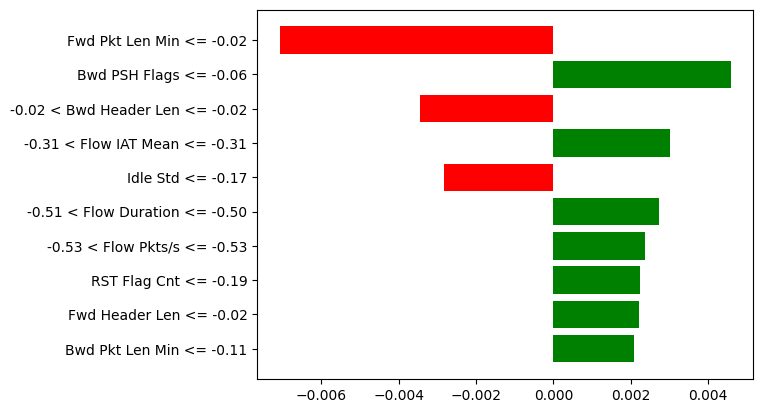 Fwd Pkt Len Min <= -0.02
Bwd PSH Flags <= -0.06
-0.02 < Bwd Header Len <= -0.02
-0.31 < Flow IAT Mean <= -0.31
Idle Std <= -0.17
-0.51 < Flow Duration <= -0.50
-0.53 < Flow Pkts/s <= -0.53
RST Flag Cnt <= -0.19
Fwd Header Len <= -0.02
Bwd Pkt Len Min <= -0.11
−0.006 −0.004 −0.002 0.000 0.002 0.004